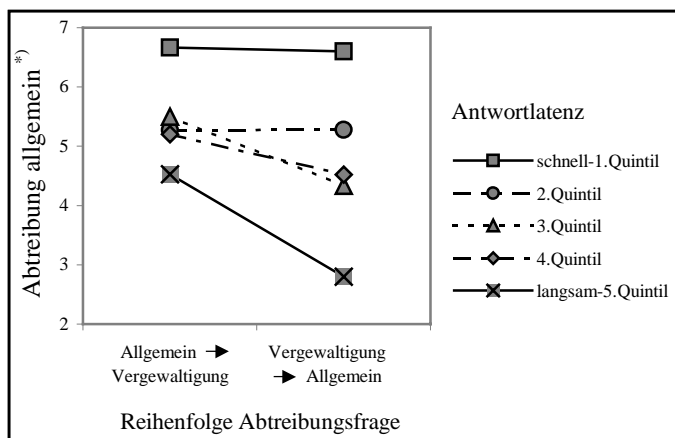 7
6
5
4
3
2
Abtreibung allgemein *)
Allgemein → Vergewaltigung
Vergewaltigung → Allgemein
Reihenfolge Abtreibungsfrage
Antwortlatenz
schnell-1.Quintil
2.Quintil
3.Quintil
4.Quintil
langsam-5.Quintil